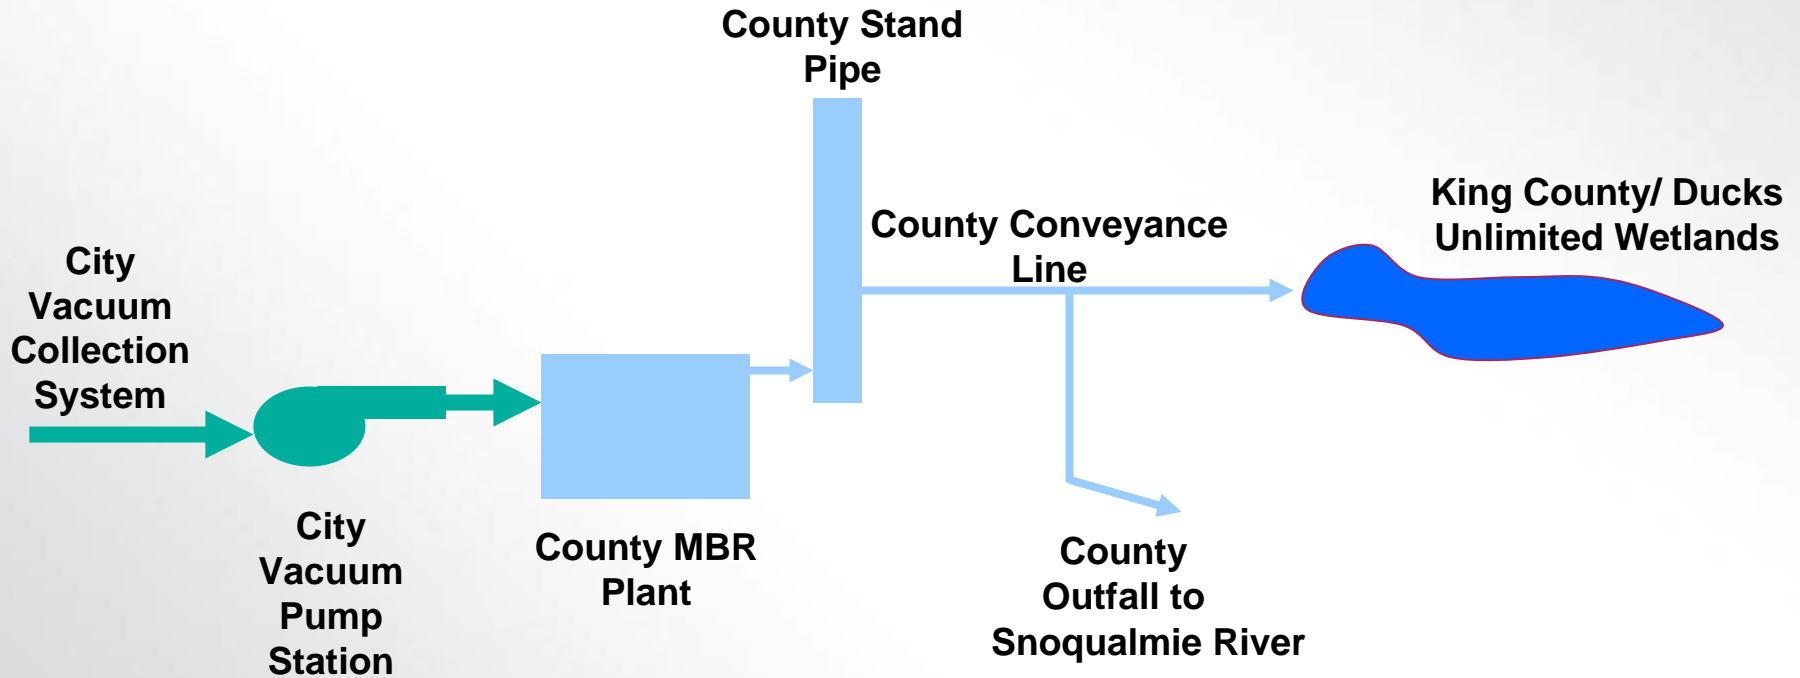 County Stand
Pipe
King County/ Ducks
Unlimited Wetlands
County Conveyance
Line
City
Vacuum
Collection
System
City
Vacuum
Pump
Station
County MBR
Plant
County
Outfall to
Snoqualmie River